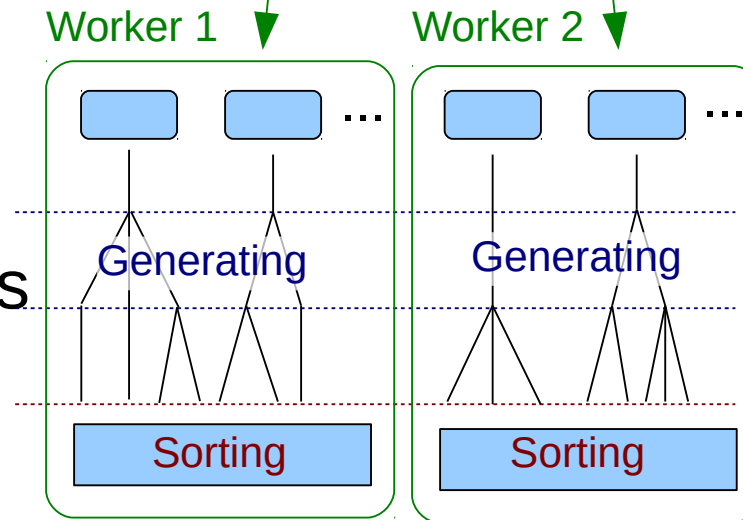 Worker 1
Worker 2
...
...
Generating
Generating
s
Sorting
Sorting